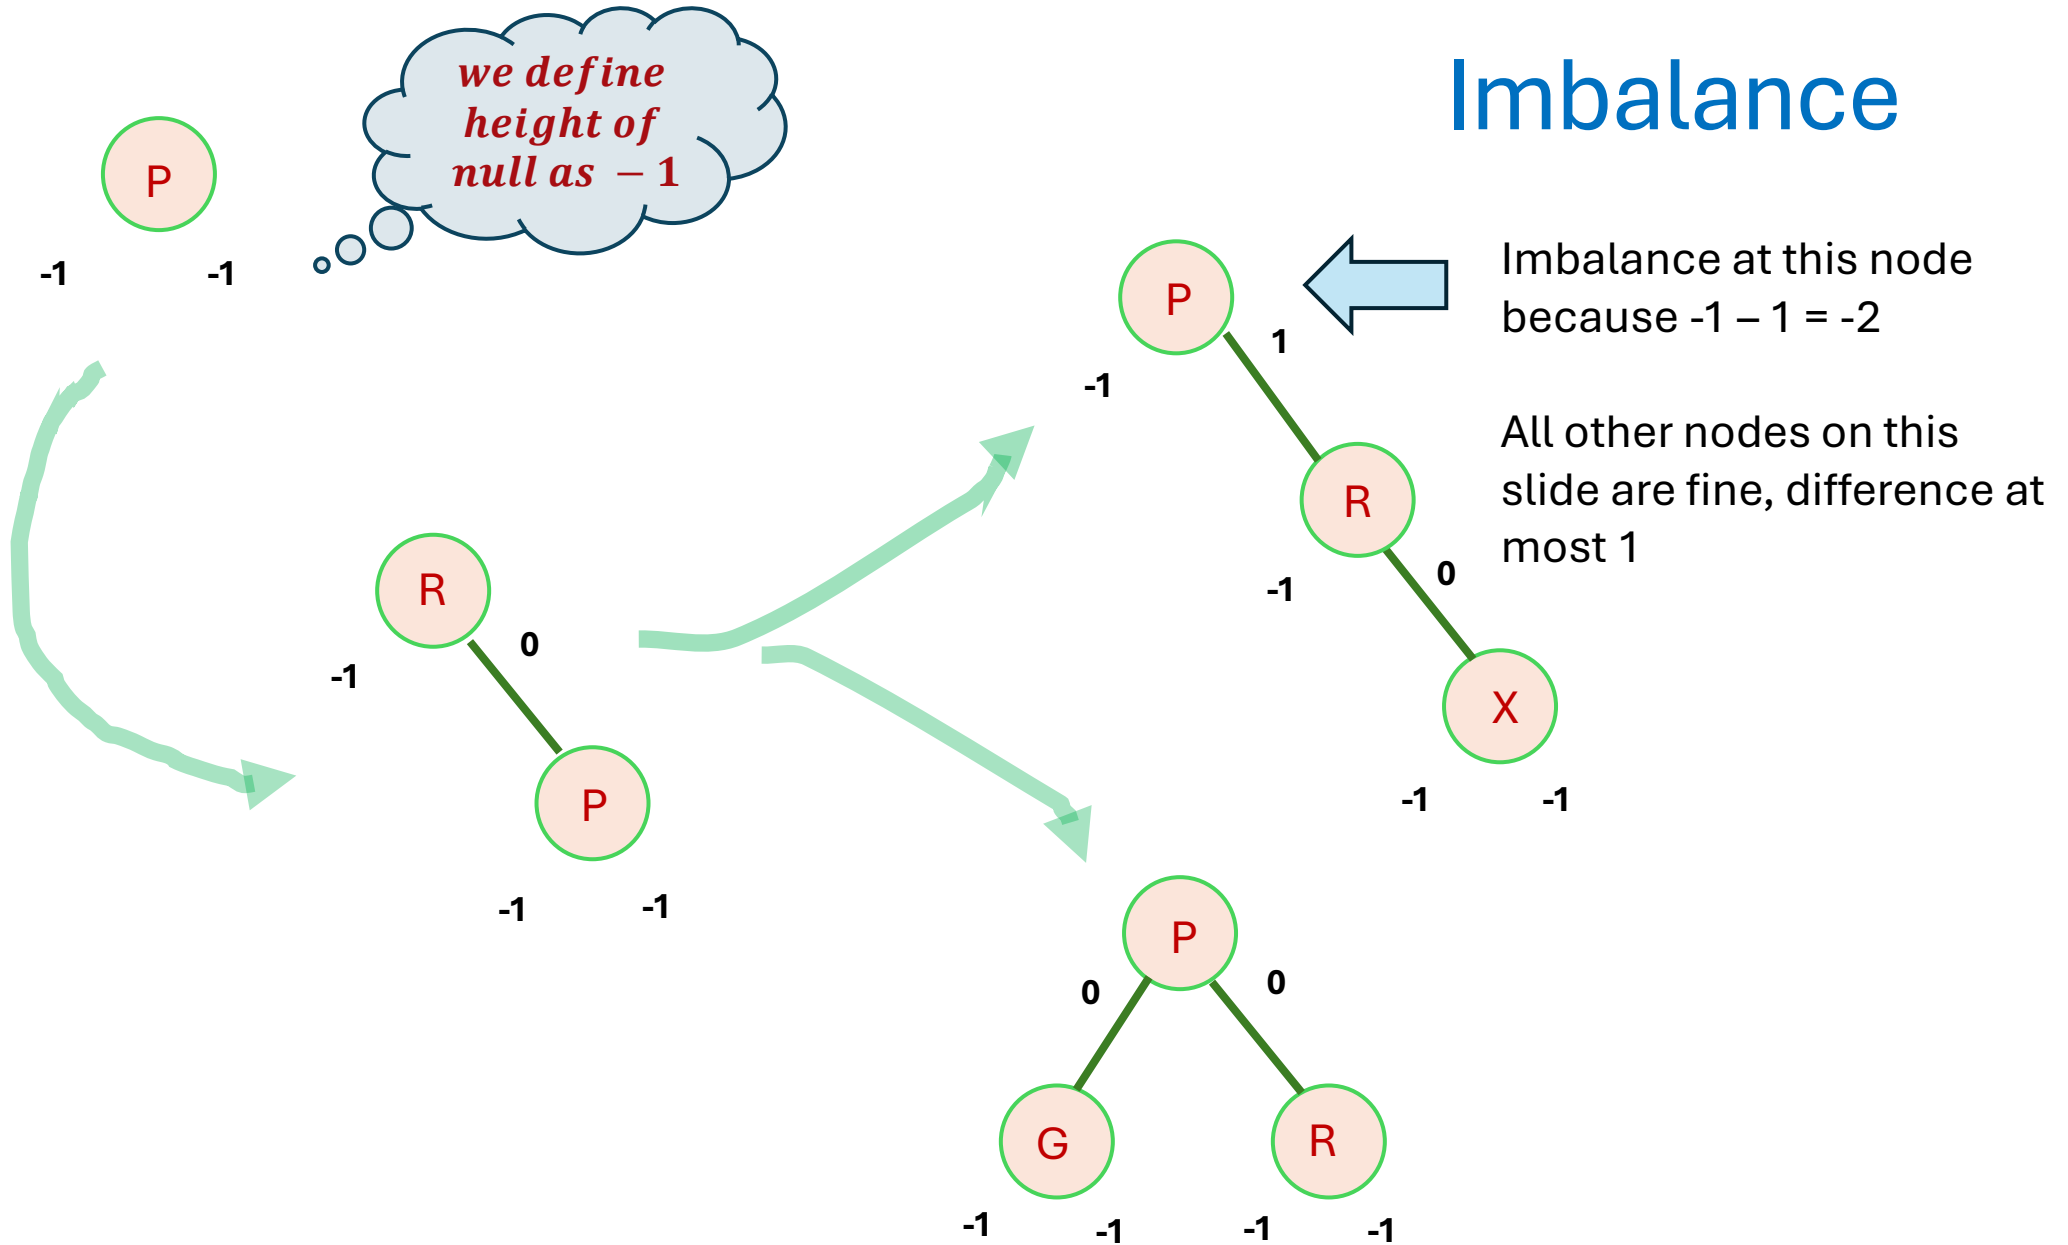 we define
height of
null as − 1
Imbalance
P
-1 -1
P
1
-1
Imbalance at this node
because -1 – 1 = -2
All other nodes on this
slide are fine, difference at
most 1
R
0
-1
X
-1 -1
R
0
-1
P
-1 -1
P
0 0
G R
-1 -1 -1 -1